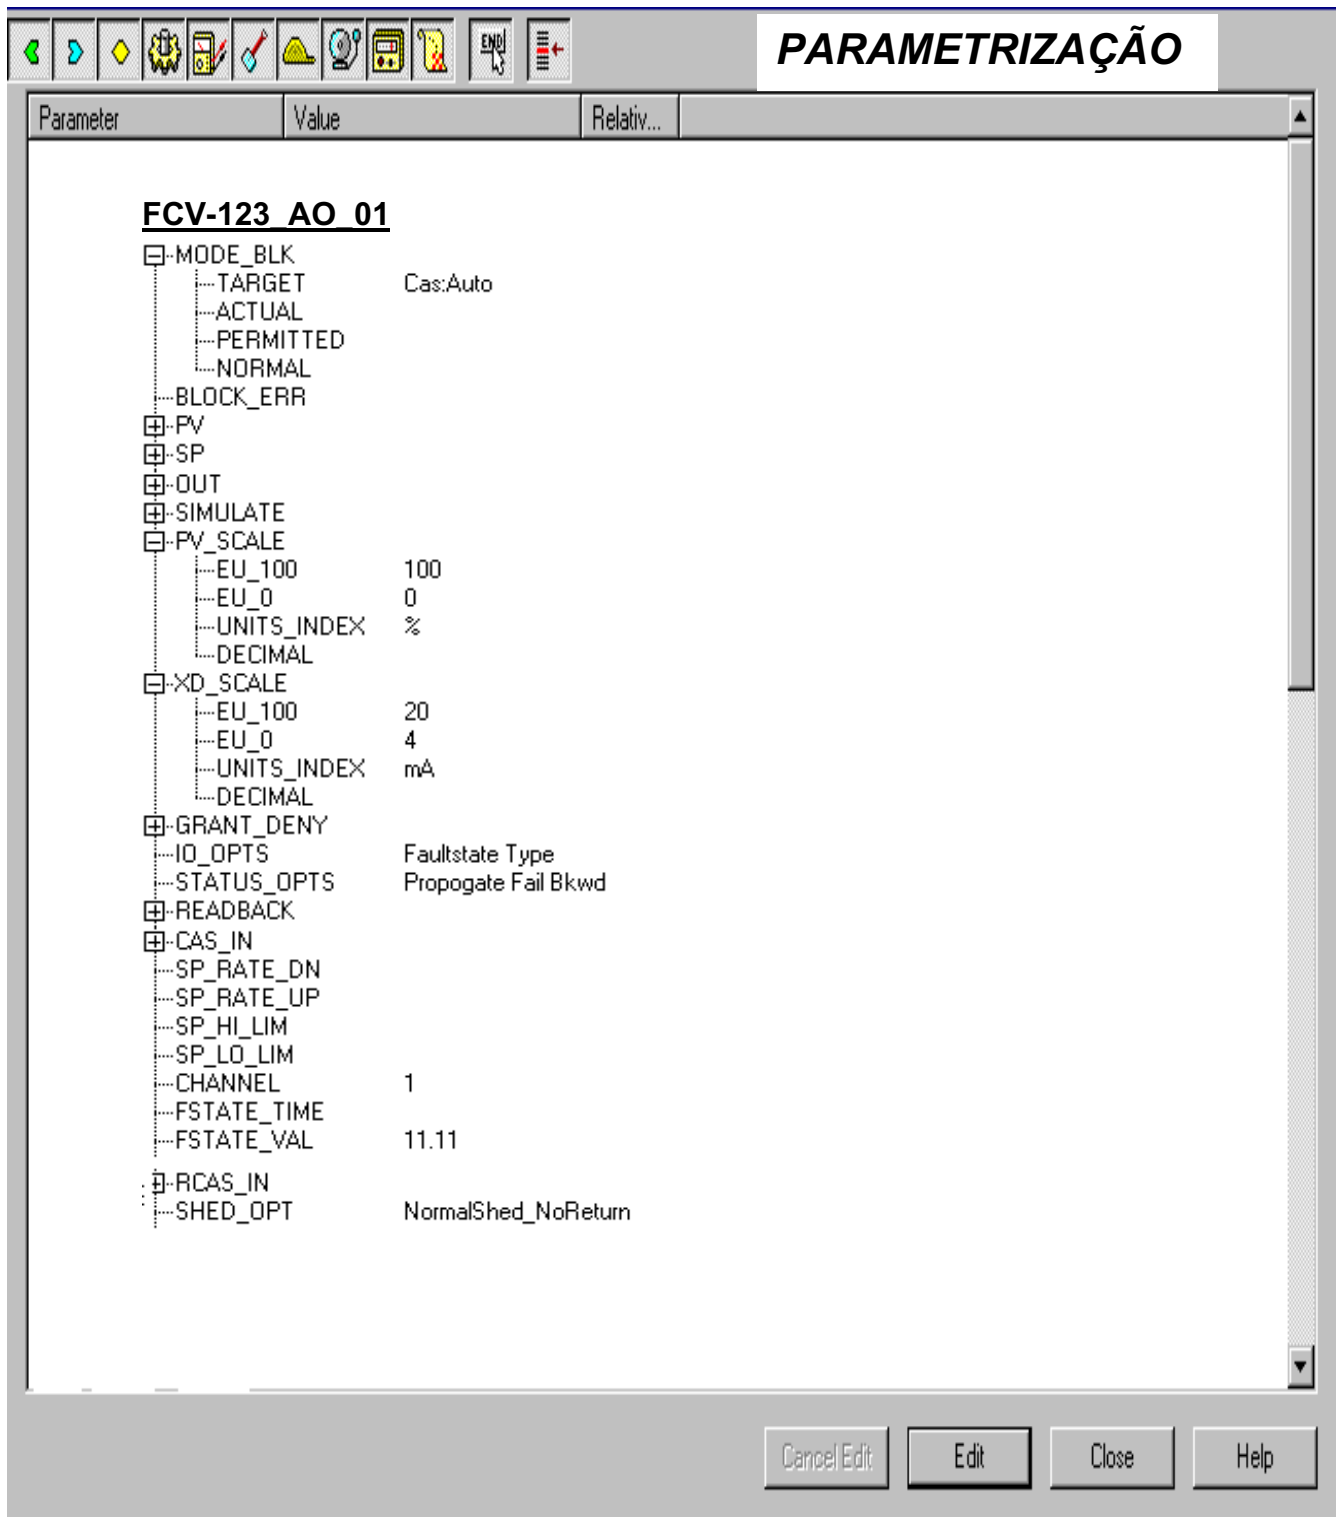 END
PARAMETRIZAÇÃO
Parameter Value Relativ...
FCV-123_AO_01
MODE_BLK
TARGET Cas:Auto
ACTUAL
PERMITTED
NORMAL
BLOCK_ERR
PV
SP
OUT
SIMULATE
PV_SCALE
EU_100 100
EU_0 0
UNITS_INDEX %
DECIMAL
XD_SCALE
EU_100 20
EU_0 4
UNITS_INDEX mA
DECIMAL
GRANT_DENY
IO_OPTS Faultstate Type
STATUS_OPTS Propogate Fail Bkwd
READBACK
CAS_IN
SP_RATE_DN
SP_RATE_UP
SP_HI_LIM
SP_LO_LIM
CHANNEL 1
FSTATE_TIME
FSTATE_VAL 11.11
RCAS_IN
SHED_OPT NormalShed_NoReturn
Cancel Edit Edit Close Help